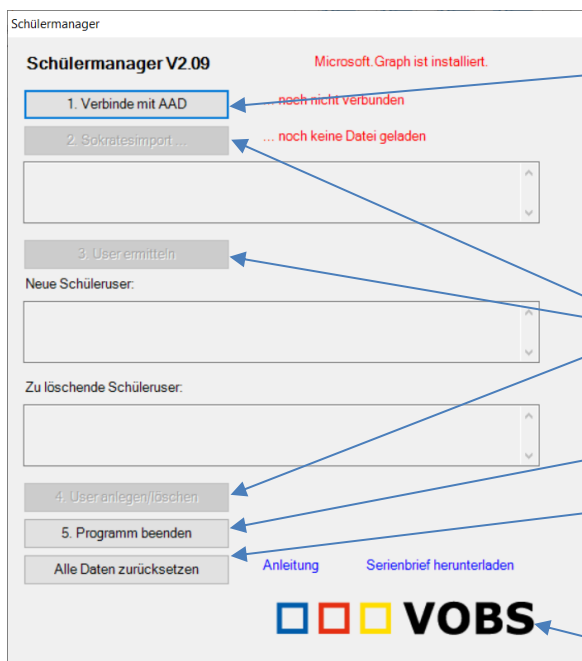 Schülermanager
Schülermanager V2.09
Microsoft.Graph ist installiert.
1. Verbinde mit AAD
... noch nicht verbunden
2. Sokratesimport ...
... noch keine Datei geladen
3. User ermitteln
Neue Schüleruser:
Zu löschende Schüleruser:
4. User anlegen/löschen
5. Programm beenden
Alle Daten zurücksetzen
Anleitung
Serienbrief herunterladen
VOBS